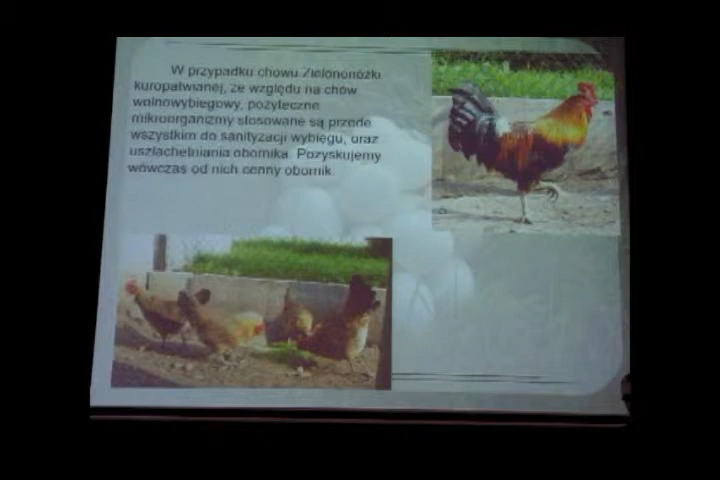 W przypadku chowu Zielononóżki
kuropatwianej, ze względu na chów
wolnowybiegowy, pożyteczne
mikroorganizmy stosowane są przede
wszystkim do sanityzacji wybiegu, oraz
uszlachetniania obornika. Pozyskujemy
wówczas od nich cenny obornik